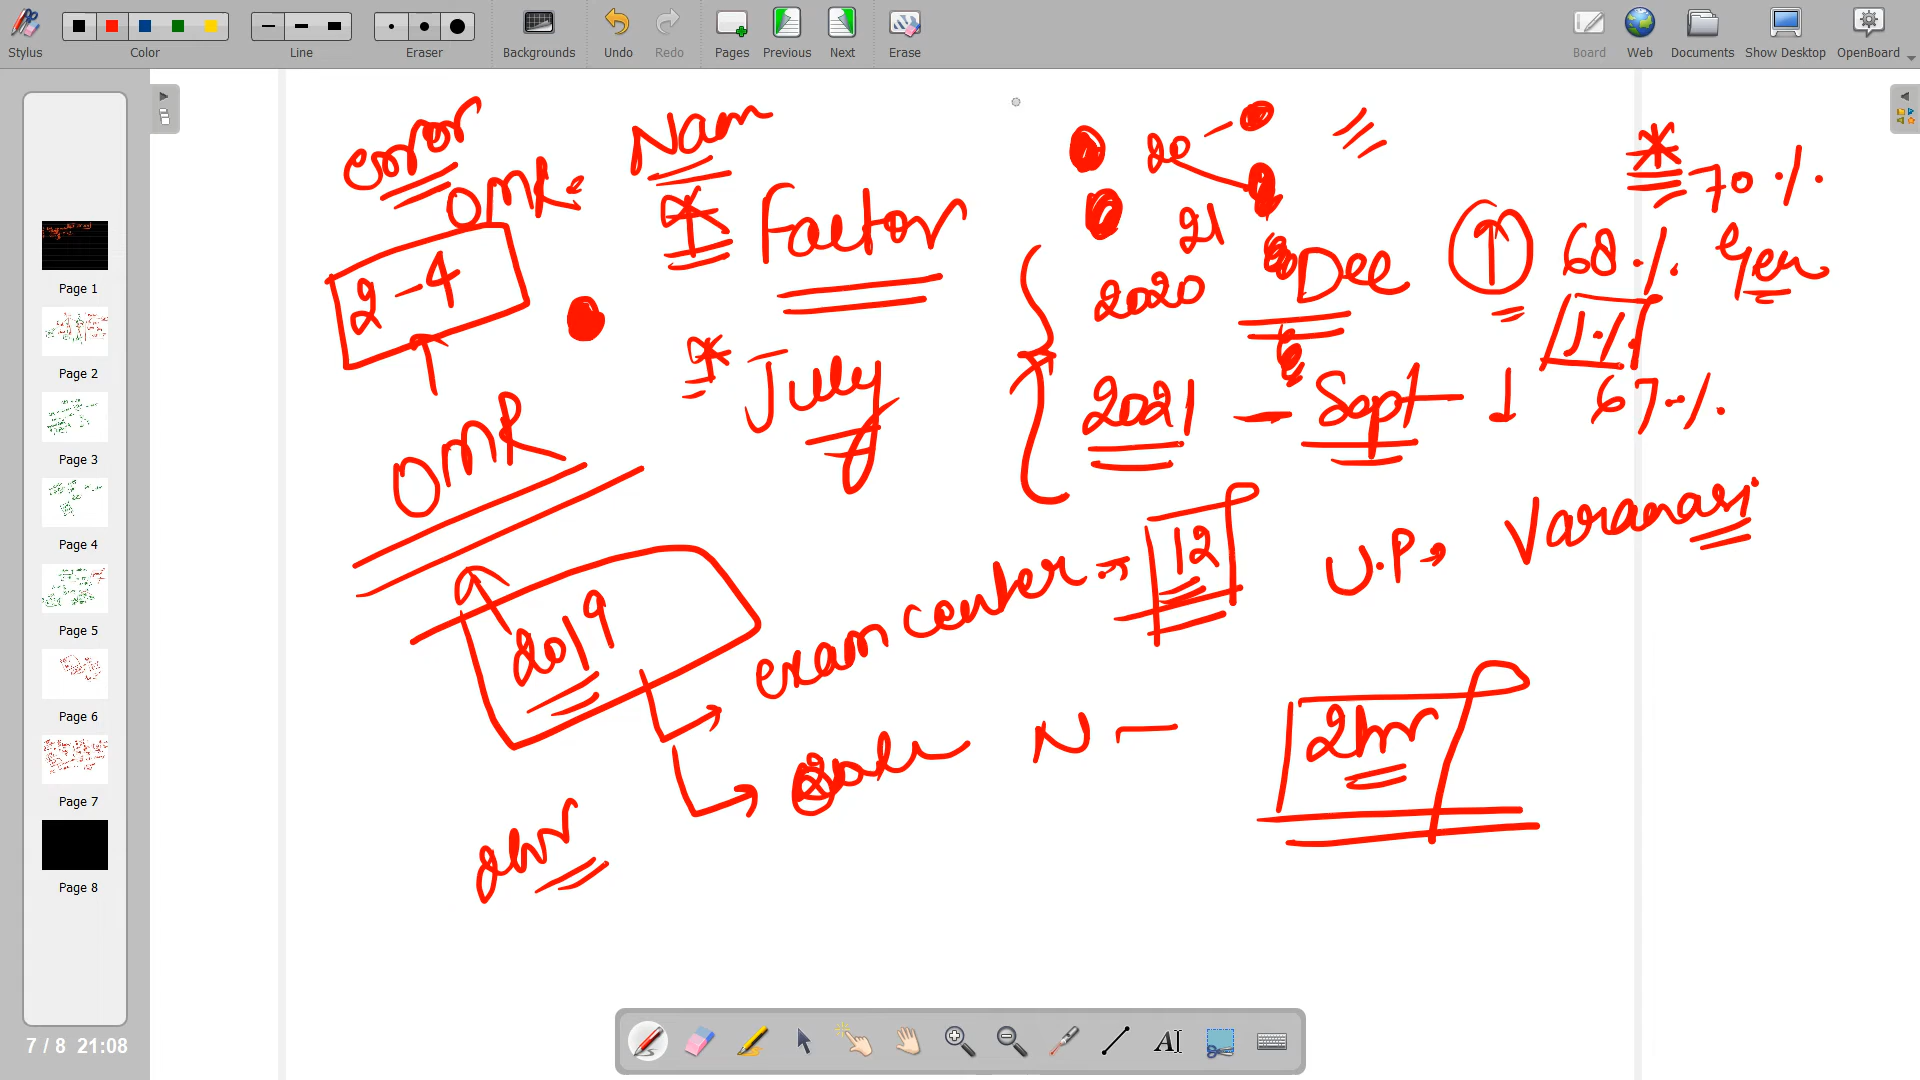 Stylus
Color
Line
Eraser
Backgrounds
Undo
Redo
Pages
Previous
Next
Erase
Board
Web
Documents
Show Desktop
OpenBoard
Page 1
Page 2
Page 3
Page 4
Page 5
Page 6
Page 7
Page 8
7 / 8 21:08
error
OMR
2-4
Nam
Factor
July
20
21
2020 Dec ↑ 68%. Gen
70%.
1%.
2021 - Sept ↓ 67%.
OMR
2019
exam center → 12
U.P → Varanasi
N -
2hr
2hr